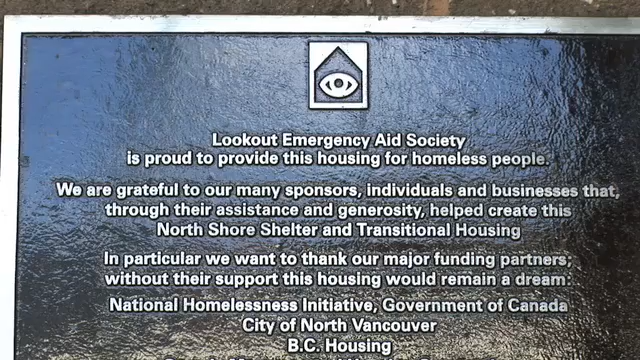 Lookout Emergency Aid Society
is proud to provide this housing for homeless people.
We are grateful to our many sponsors, individuals and businesses that,
through their assistance and generosity, helped create this
North Shore Shelter and Transitional Housing
In particular we want to thank our major funding partners;
without their support this housing would remain a dream:
National Homelessness Initiative, Government of Canada
City of North Vancouver
B.C. Housing